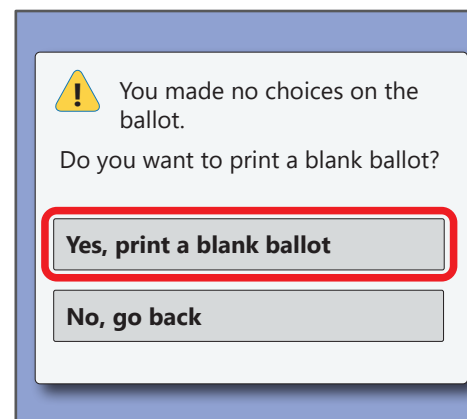 You made no choices on the
ballot.
Do you want to print a blank ballot?
Yes, print a blank ballot
No, go back